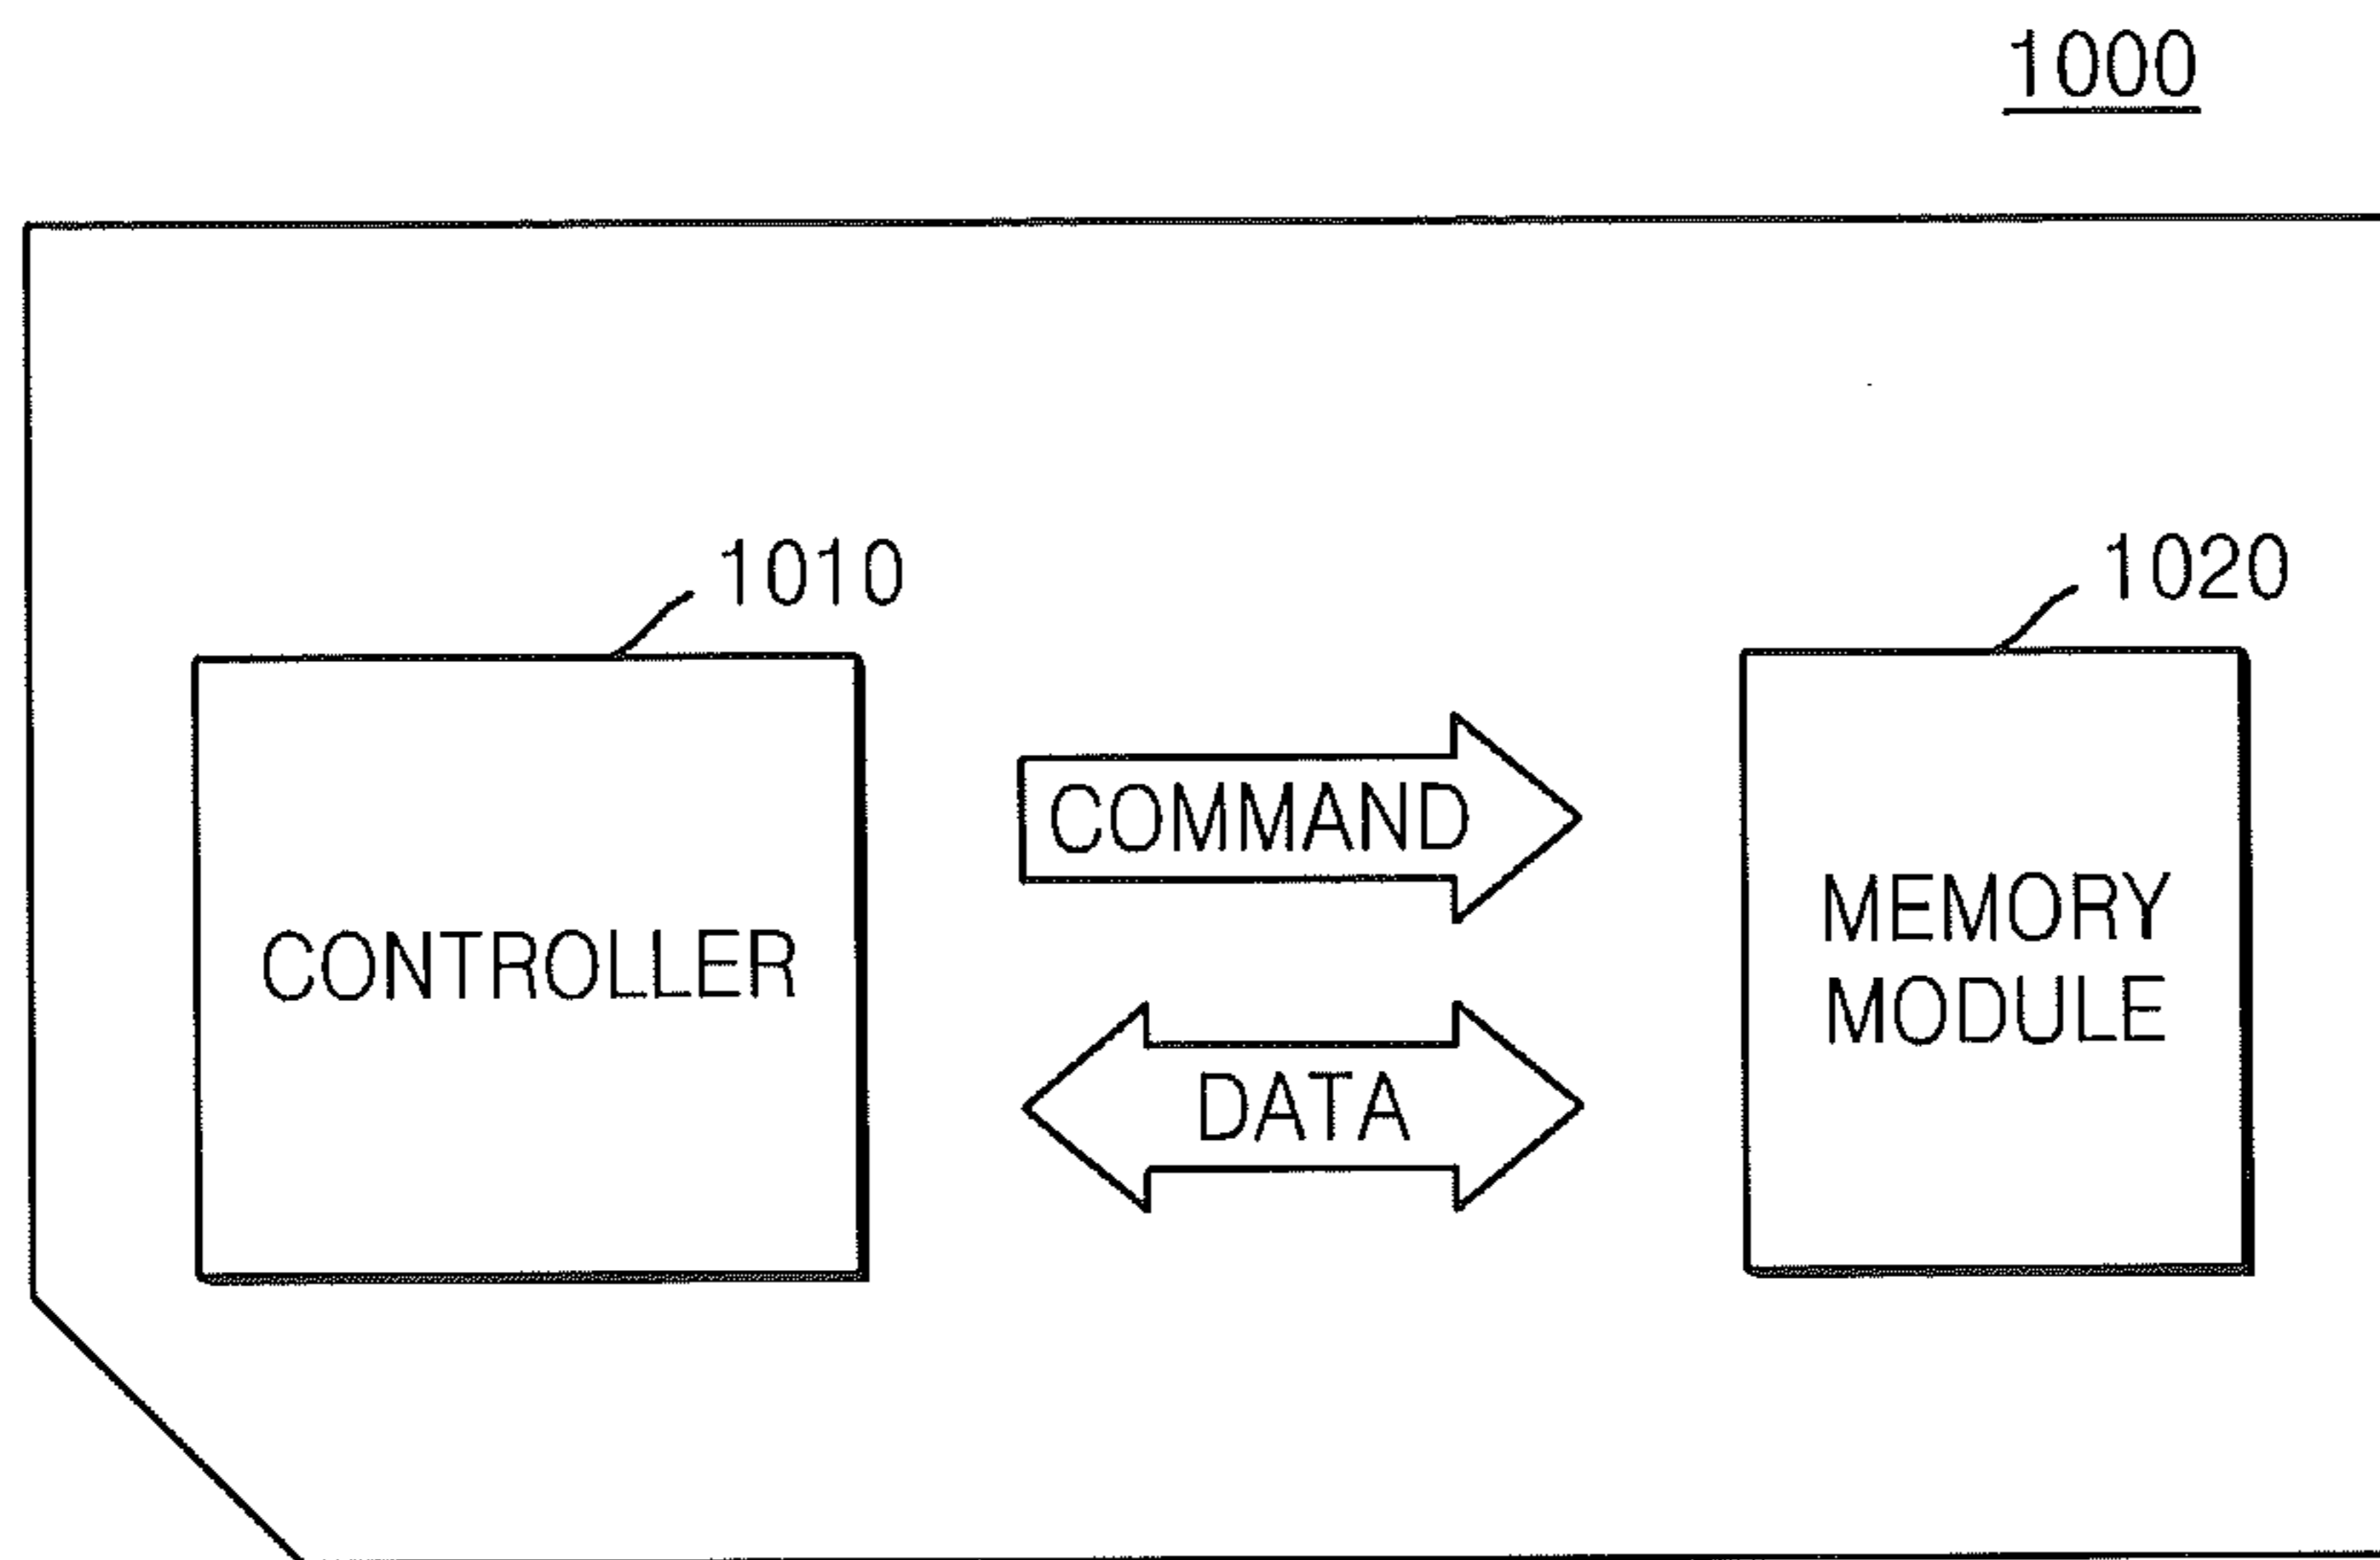 1000
1010
1020
CONTROLLER
COMMAND
DATA
MEMORY
MODULE